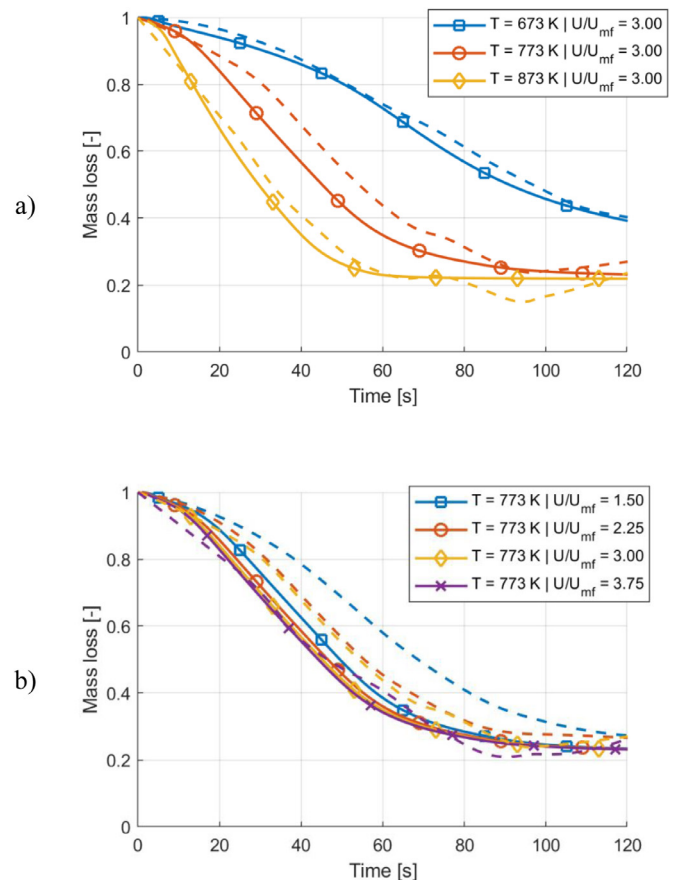 1
T = 673 K | U/Umf = 3.00
T = 773 K | U/Umf = 3.00
T = 873 K | U/Umf = 3.00
0.8
Mass loss [-]
0.6
a)
0.4
0.2
0
0 20 40 60 80 100 120
Time [s]
1
T = 773 K | U/Umf = 1.50
T = 773 K | U/Umf = 2.25
T = 773 K | U/Umf = 3.00
T = 773 K | U/Umf = 3.75
0.8
Mass loss [-]
0.6
b)
0.4
0.2
0
0 20 40 60 80 100 120
Time [s]